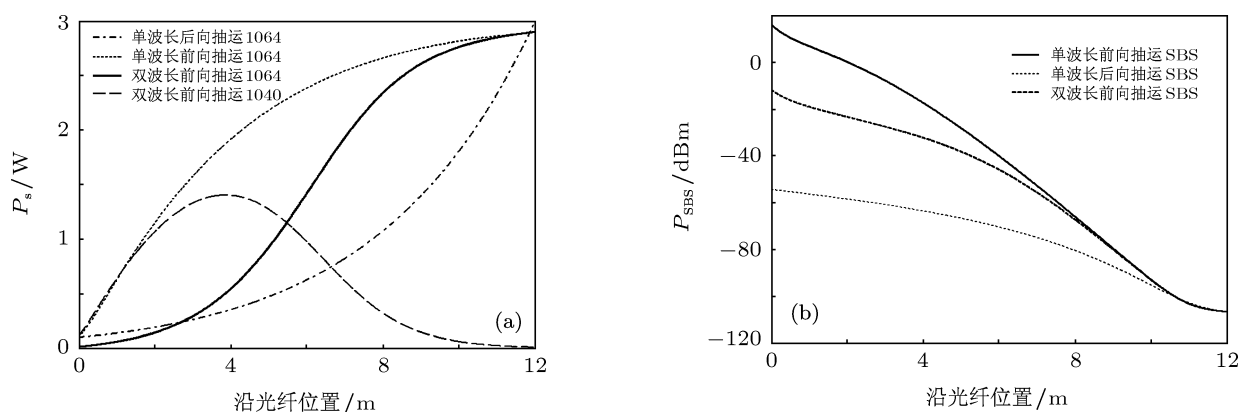 3
2
1
0
P_s/W
单波长后向抽运1064
单波长前向抽运1064
双波长前向抽运1064
双波长前向抽运1040
(a)
0 4 8 12
沿光纤位置/m
0
−40
−80
−120
P_SBS/dBm
单波长前向抽运SBS
单波长后向抽运SBS
双波长前向抽运SBS
(b)
0 4 8 12
沿光纤位置/m